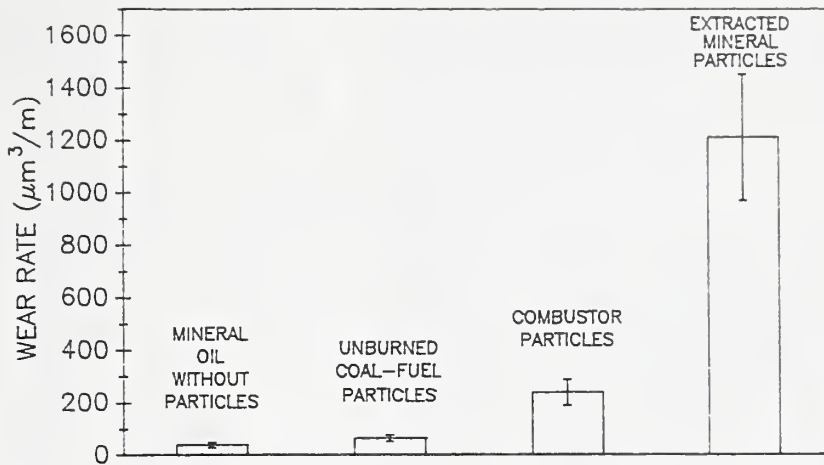 WEAR RATE (μm³/m)
1600
1400
1200
1000
800
600
400
200
0
MINERAL
OIL
WITHOUT
PARTICLES
UNBURNED
COAL-FUEL
PARTICLES
COMBUSTOR
PARTICLES
EXTRACTED
MINERAL
PARTICLES